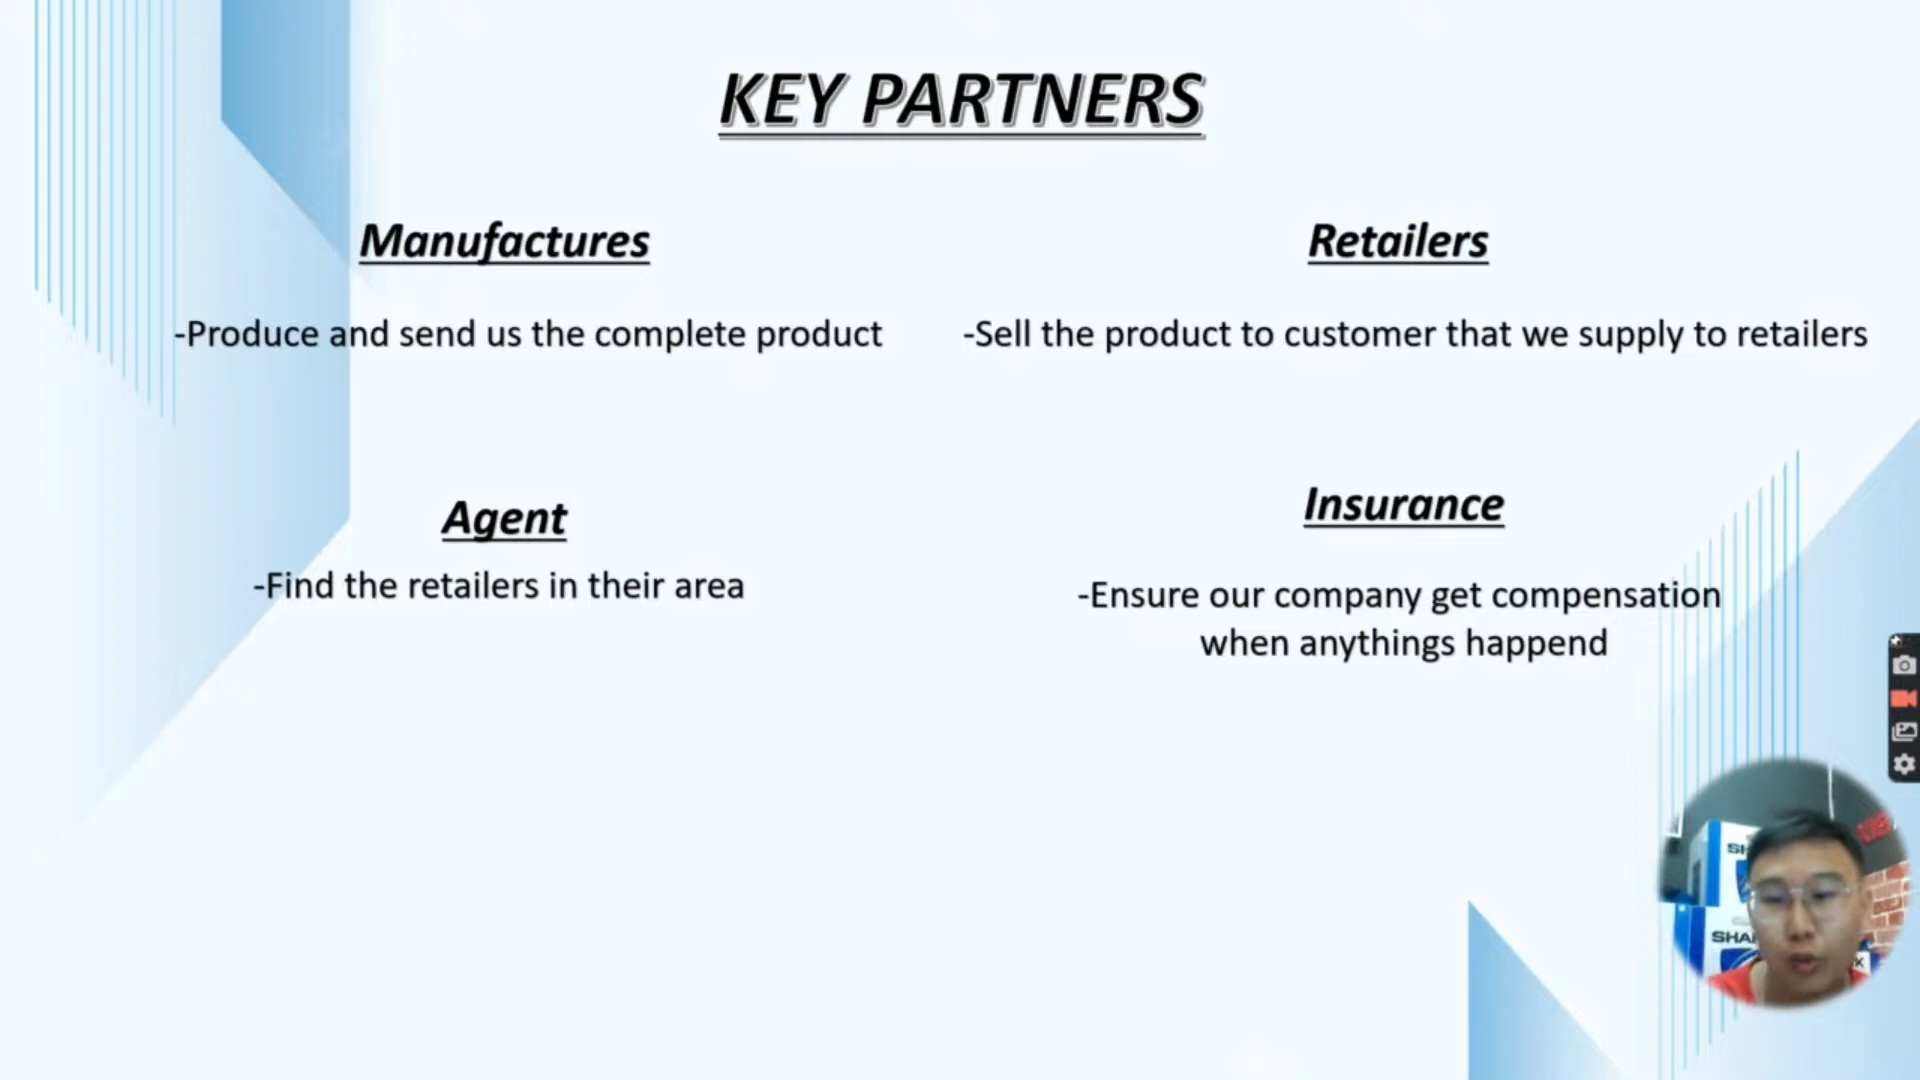 KEY PARTNERS
Manufactures
-Produce and send us the complete product
Retailers
-Sell the product to customer that we supply to retailers
Agent
-Find the retailers in their area
Insurance
-Ensure our company get compensation
when anythings happend